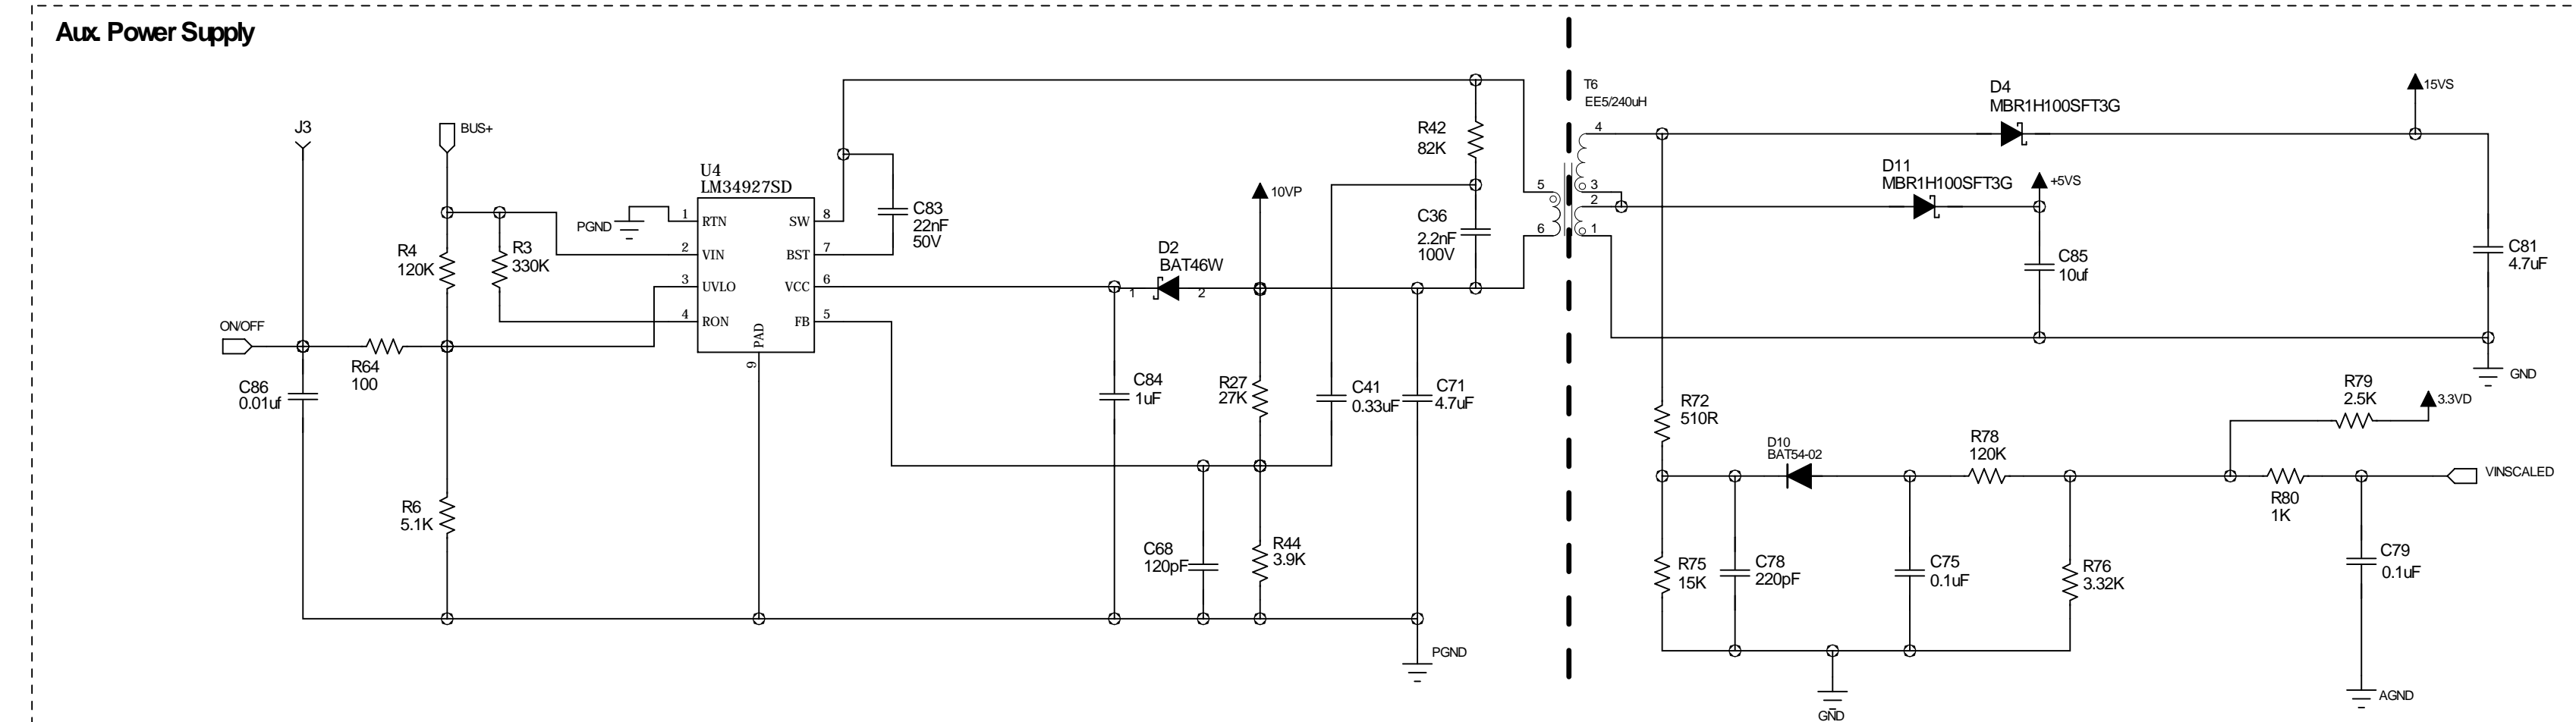 Aux. Power Supply
J3
BUS+
ON/OFF
C86
0.01uf
R64
100
R4
120K
R3
330K
R6
5.1K
PGND
U4
LM34927SD
1
RTN
2
VIN
3
UVLO
4
RON
SW
8
BST
7
VCC
6
FB
5
PAD
9
C83
22nF
50V
D2
BAT46W
1
2
10VP
C84
1uF
R27
27K
C41
0.33uF
C71
4.7uF
C68
120pF
R44
3.9K
PGND
R42
82K
C36
2.2nF
100V
T6
EE5/240uH
5
6
4
3
2
1
D4
MBR1H100SFT3G
15VS
D11
MBR1H100SFT3G
+5VS
C85
10uf
C81
4.7uF
GND
R72
510R
D10
BAT54-02
R78
120K
R79
2.5K
3.3VD
VINSCALED
R80
1K
R75
15K
C78
220pF
C75
0.1uF
R76
3.32K
C79
0.1uF
GND
AGND